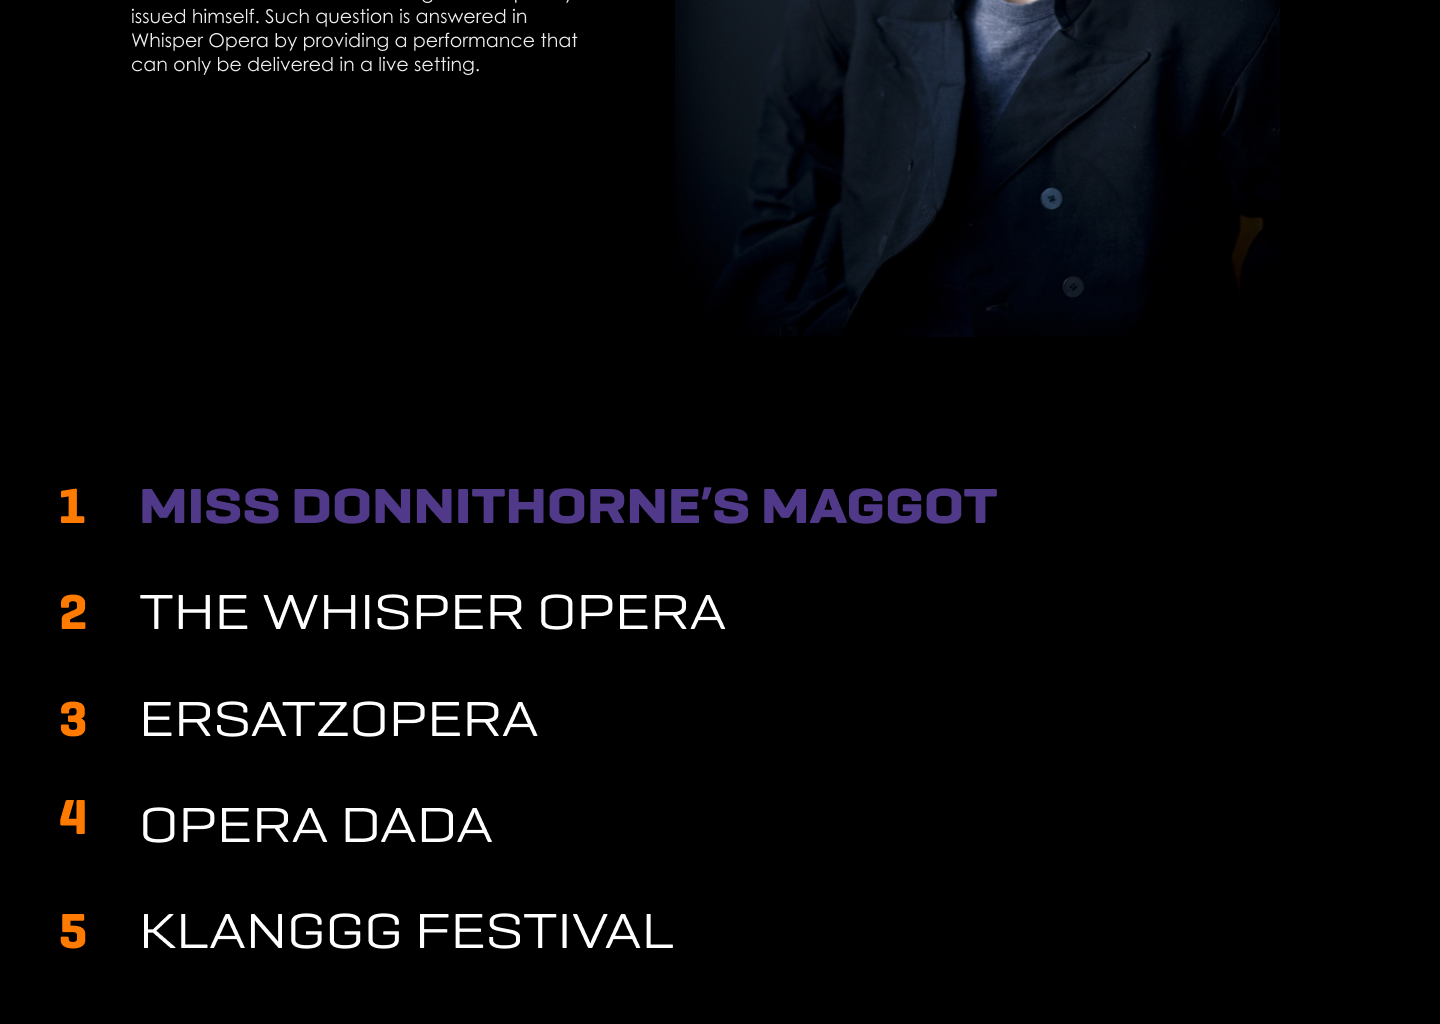 issued himself. Such question is answered in
Whisper Opera by providing a performance that
can only be delivered in a live setting.
1 MISS DONNITHORNE’S MAGGOT
2 THE WHISPER OPERA
3 ERSATZOPERA
4 OPERA DADA
5 KLANGGG FESTIVAL